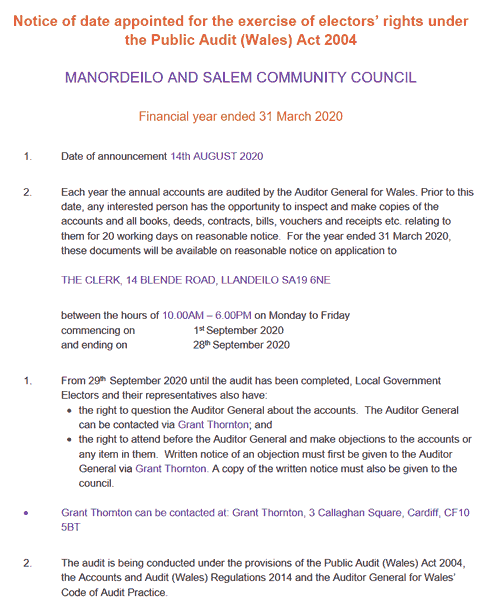 Notice of date appointed for the exercise of electors' rights under
the Public Audit (Wales) Act 2004
MANORDEILO AND SALEM COMMUNITY COUNCIL
Financial year ended 31 March 2020
1. Date of announcement 14th AUGUST 2020
2. Each year the annual accounts are audited by the Auditor General for Wales. Prior to this
date, any interested person has the opportunity to inspect and make copies of the
accounts and all books, deeds, contracts, bills, vouchers and receipts etc. relating to
them for 20 working days on reasonable notice. For the year ended 31 March 2020,
these documents will be available on reasonable notice on application to
THE CLERK, 14 BLENDE ROAD, LLANDEILO SA19 6NE
between the hours of 10.00AM – 6.00PM on Monday to Friday
commencing on 1st September 2020
and ending on 28th September 2020
1. From 29th September 2020 until the audit has been completed, Local Government
Electors and their representatives also have:
• the right to question the Auditor General about the accounts. The Auditor General
can be contacted via Grant Thornton; and
• the right to attend before the Auditor General and make objections to the accounts or
any item in them. Written notice of an objection must first be given to the Auditor
General via Grant Thornton. A copy of the written notice must also be given to the
council.
• Grant Thornton can be contacted at: Grant Thornton, 3 Callaghan Square, Cardiff, CF10
5BT
2. The audit is being conducted under the provisions of the Public Audit (Wales) Act 2004,
the Accounts and Audit (Wales) Regulations 2014 and the Auditor General for Wales'
Code of Audit Practice.